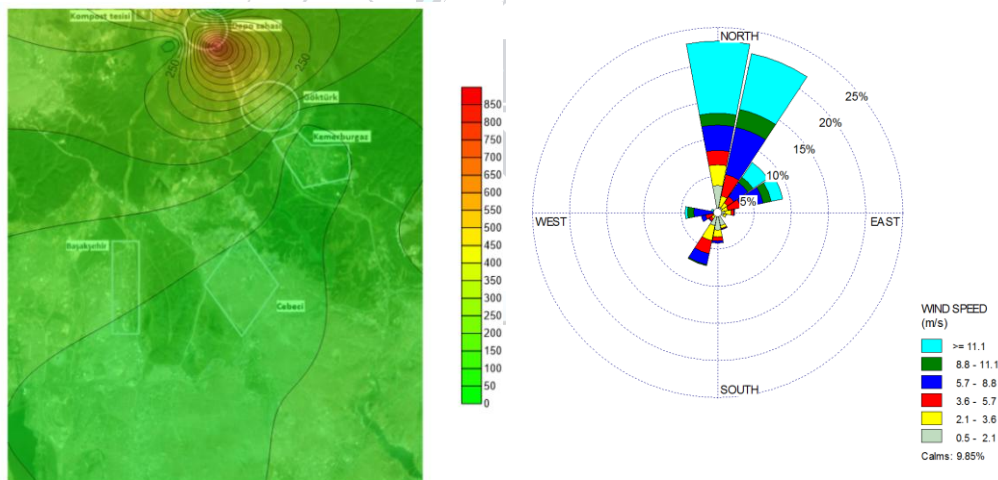 Kompost tesisi
Depo sahası
250
250
Göktürk
Kemerburgaz
Başakşehir
Cebeci
850
800
750
700
650
600
550
500
450
400
350
300
250
200
150
100
50
0
NORTH
25%
20%
15%
10%
5%
WEST
EAST
SOUTH
WIND SPEED
(m/s)
>= 11.1
8.8 - 11.1
5.7 - 8.8
3.6 - 5.7
2.1 - 3.6
0.5 - 2.1
Calms: 9.85%